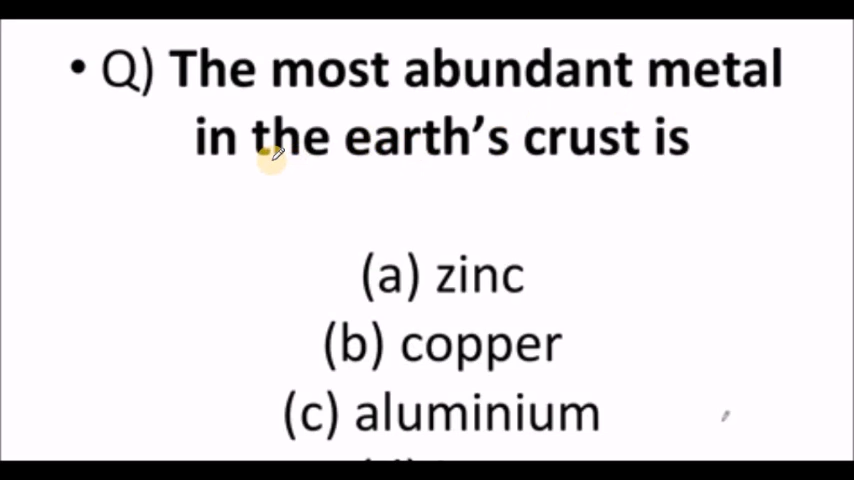 • Q) The most abundant metal
in the earth’s crust is
(a) zinc
(b) copper
(c) aluminium